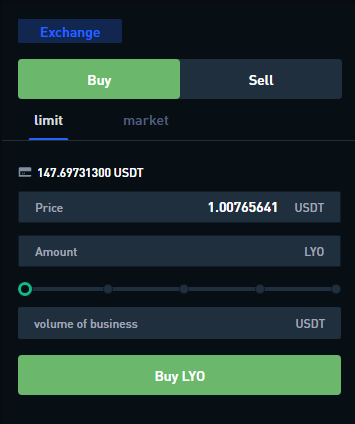 Exchange
Buy Sell
limit market
147.69731300 USDT
Price 1.00765641 USDT
Amount LYO
volume of business USDT
Buy LYO